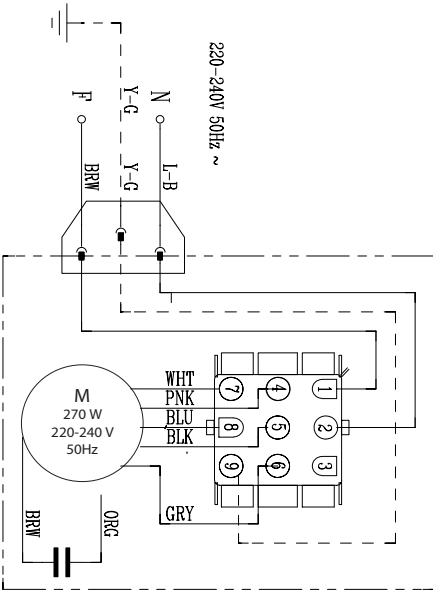 220-240V 50Hz ~
N
Y-G
F
L-B
Y-G
BRW
1
2
3
4
5
6
7
8
9
WHT
PNK
BLU
BLK
GRY
M
270 W
220-240 V
50Hz
ORG
BRW